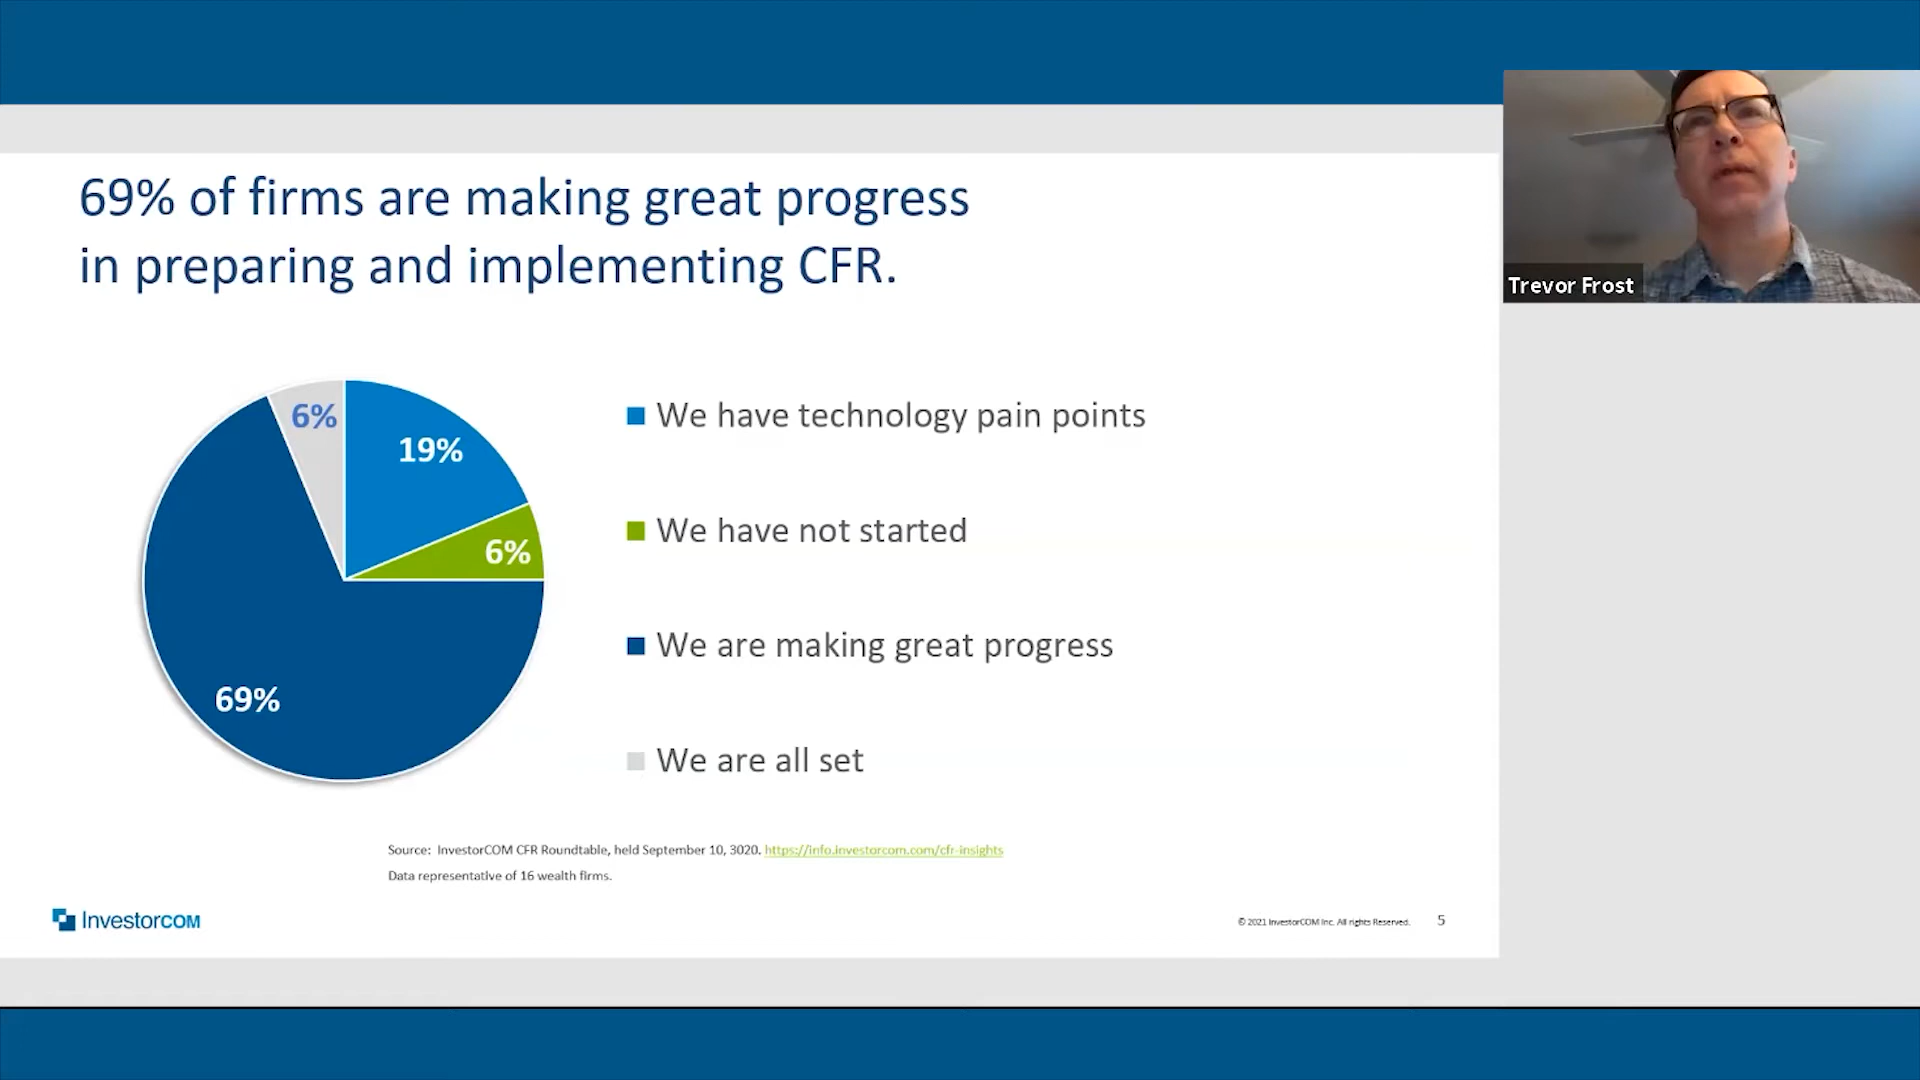 69% of firms are making great progress
in preparing and implementing CFR.
Trevor Frost
6%
19%
6%
69%
We have technology pain points
We have not started
We are making great progress
We are all set
Source: InvestorCOM CFR Roundtable, held September 10, 3020. https://info.investorcom.com/cfr-insights
Data representative of 16 wealth firms.
InvestorCOM
© 2021 InvestorCOM Inc. All rights Reserved.
5